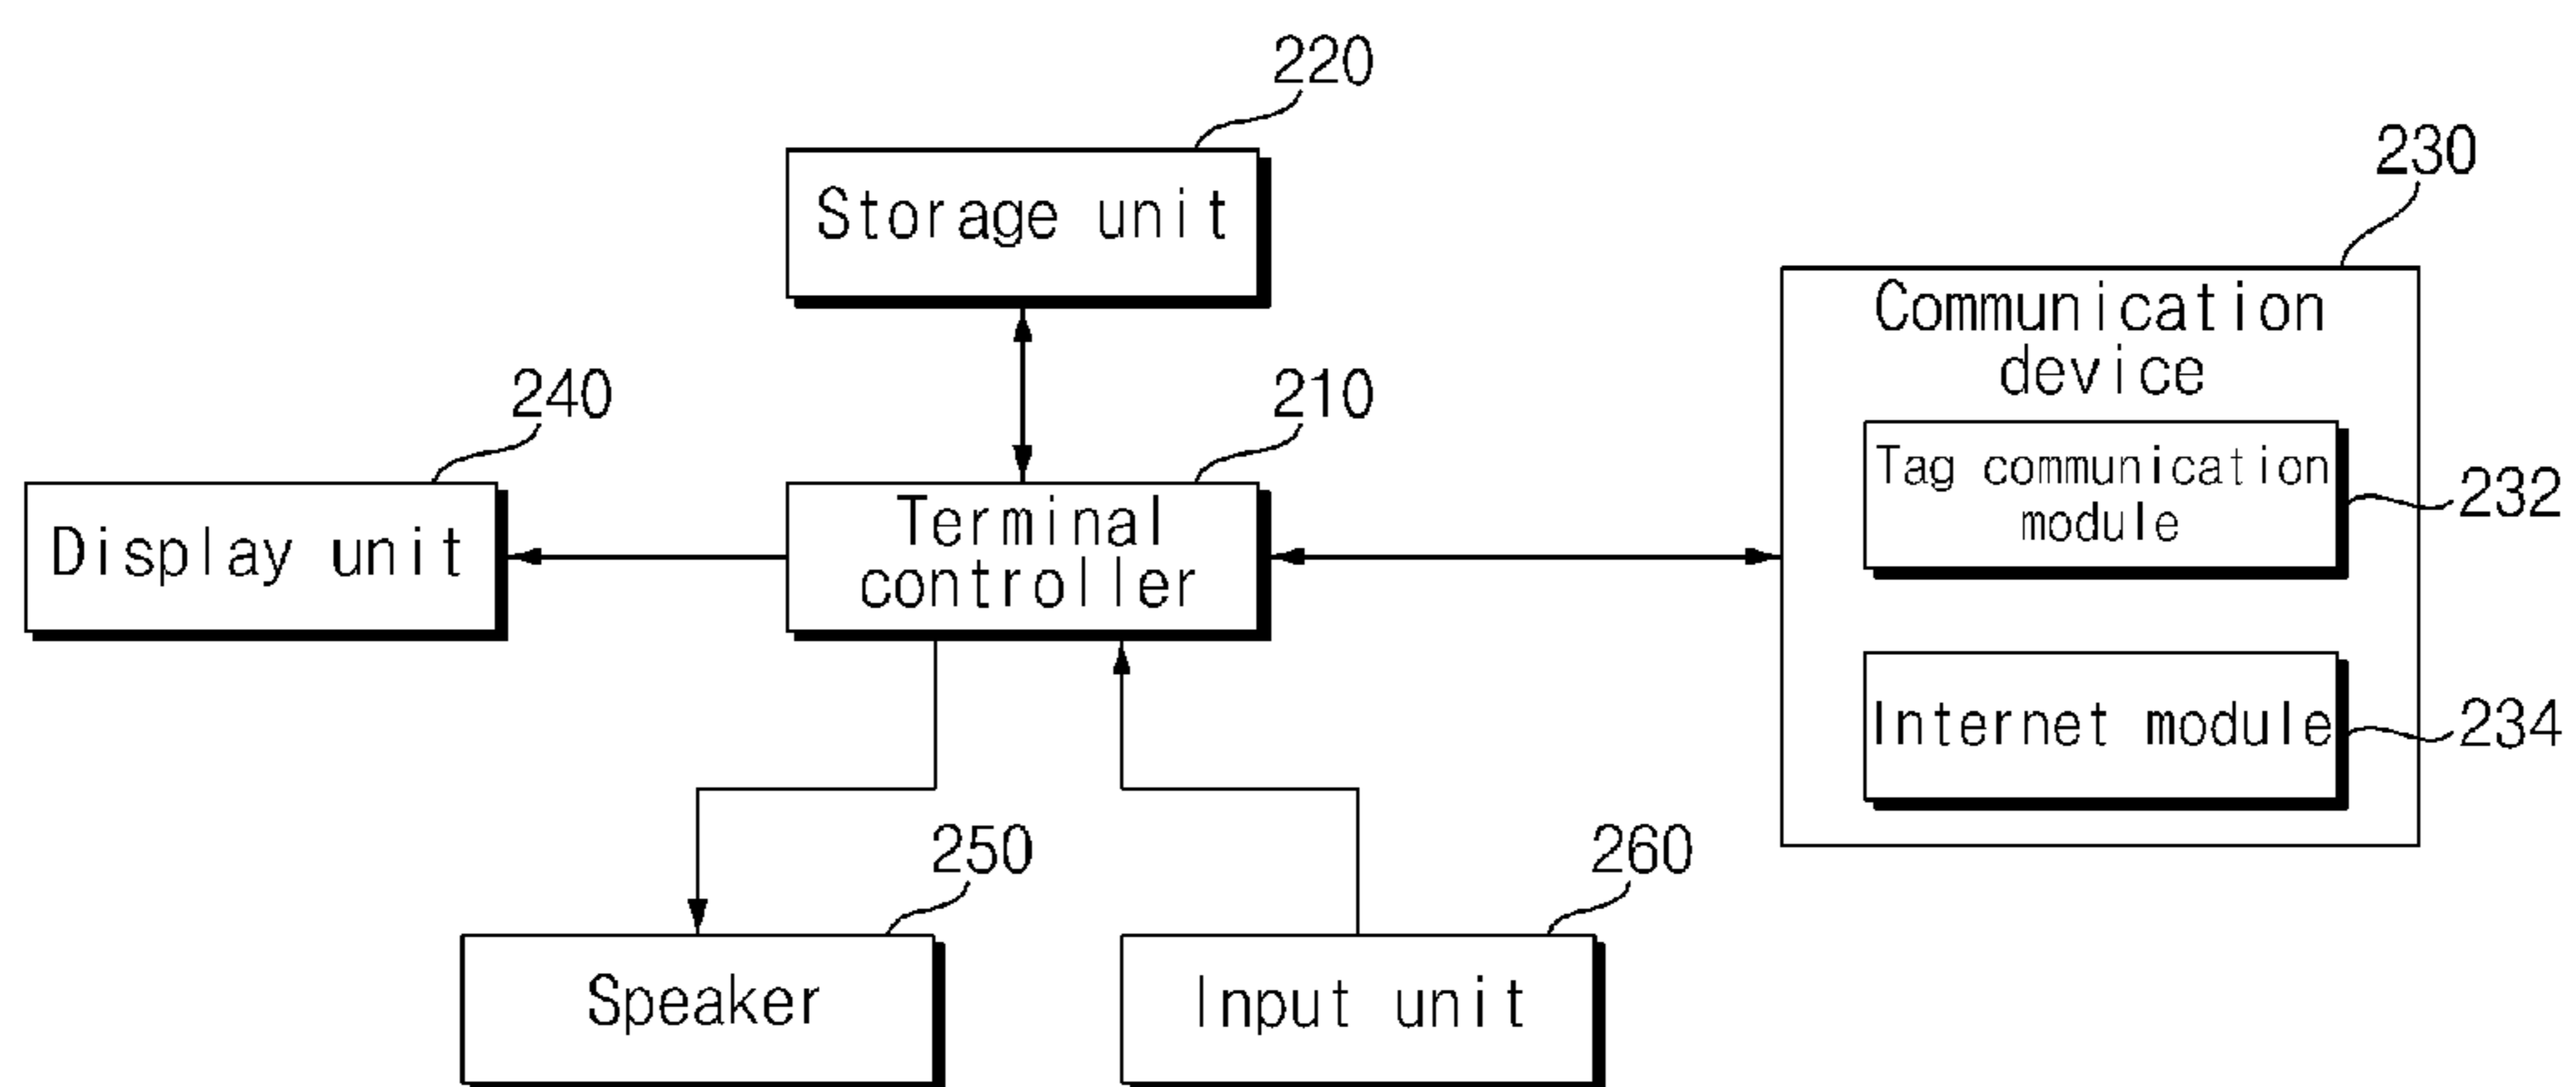 220
Storage unit
230
Communication
device
Tag communication
module
232
Internet module
234
240
Display unit
210
Terminal
controller
250
Speaker
260
Input unit